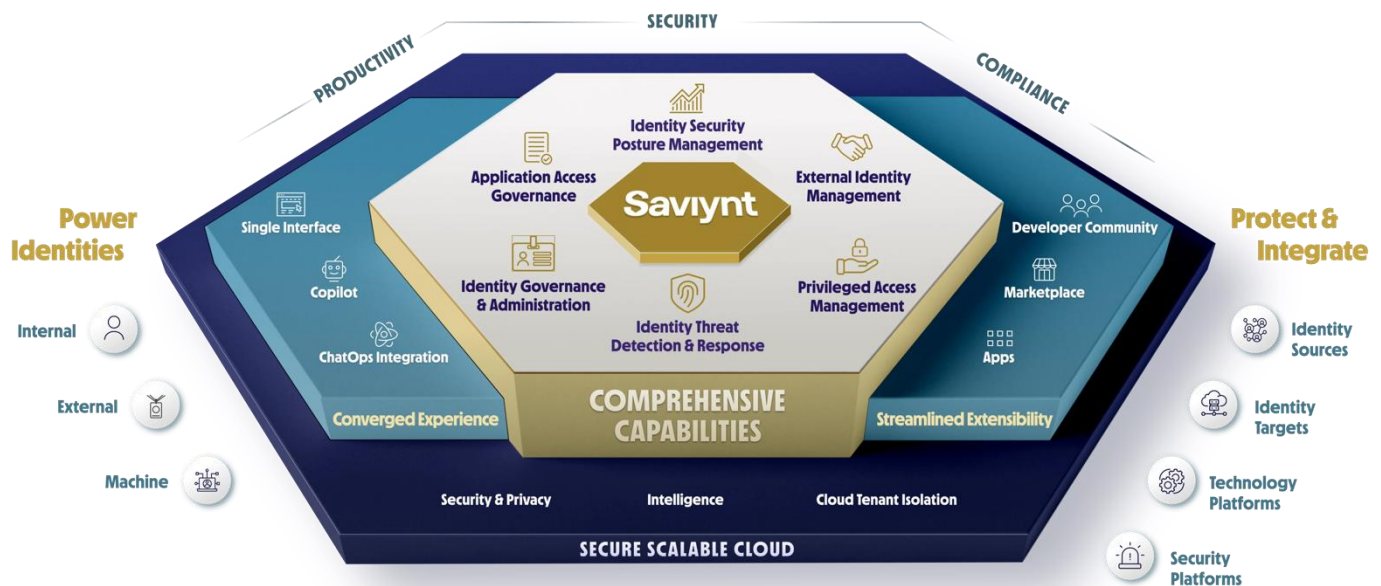 SECURITY
PRODUCTIVITY
COMPLIANCE
Power
Identities
Internal
External
Machine
Single Interface
Copilot
ChatOps Integration
Converged Experience
Identity Security
Posture Management
Application Access
Governance
External Identity
Management
Saviynt
Identity Governance
& Administration
Privileged Access
Management
Identity Threat
Detection & Response
COMPREHENSIVE
CAPABILITIES
Developer Community
Marketplace
Apps
Streamlined Extensibility
Security & Privacy
Intelligence
Cloud Tenant Isolation
SECURE SCALABLE CLOUD
Protect &
Integrate
Identity
Sources
Identity
Targets
Technology
Platforms
Security
Platforms